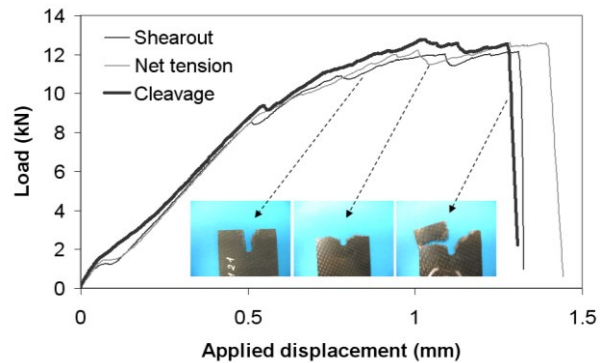 14
12
10
8
6
4
2
0
Load (kN)
Shearout
Net tension
Cleavage
0
0.5
1
1.5
Applied displacement (mm)